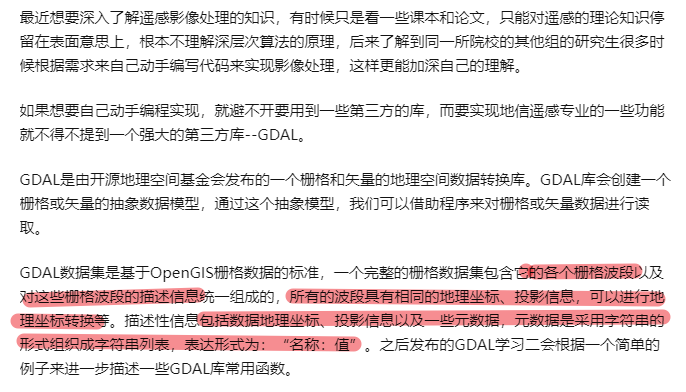 最近想要深入了解遥感影像处理的知识，有时候只是看一些课本和论文，只能对遥感的理论知识停
留在表面意思上，根本不理解深层次算法的原理，后来了解到同一所院校的其他组的研究生很多时
候根据需求来自己动手编写代码来实现影像处理，这样更能加深自己的理解。
如果想要自己动手编程实现，就避不开要用到一些第三方的库，而要实现地信遥感专业的一些功能
就不得不提到一个强大的第三方库--GDAL。
GDAL是由开源地理空间基金会发布的一个栅格和矢量的地理空间数据转换库。GDAL库会创建一个
栅格或矢量的抽象数据模型，通过这个抽象模型，我们可以借助程序来对栅格或矢量数据进行读
取。
GDAL数据集是基于OpenGIS栅格数据的标准，一个完整的栅格数据集包含它的各个栅格波段以及
对这些栅格波段的描述信息统一组成的，所有的波段具有相同的地理坐标、投影信息，可以进行地
理坐标转换等。描述性信息包括数据地理坐标、投影信息以及一些元数据，元数据是采用字符串的
形式组织成字符串列表，表达形式为：“名称：值”。之后发布的GDAL学习二会根据一个简单的
例子来进一步描述一些GDAL库常用函数。